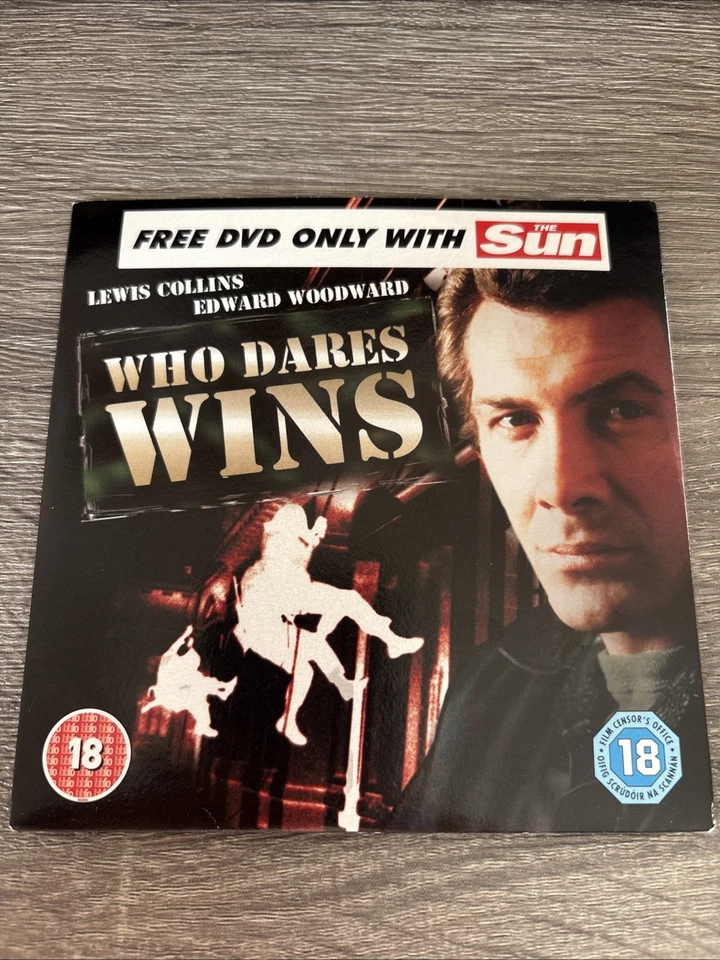 FREE DVD ONLY WITH THE Sun
LEWIS COLLINS
EDWARD WOODWARD
WHO DARES
WINS
18
FILM CENSOR'S OFFICE
18
OIFIG SCRÚDÓIR NA SCANNÁN